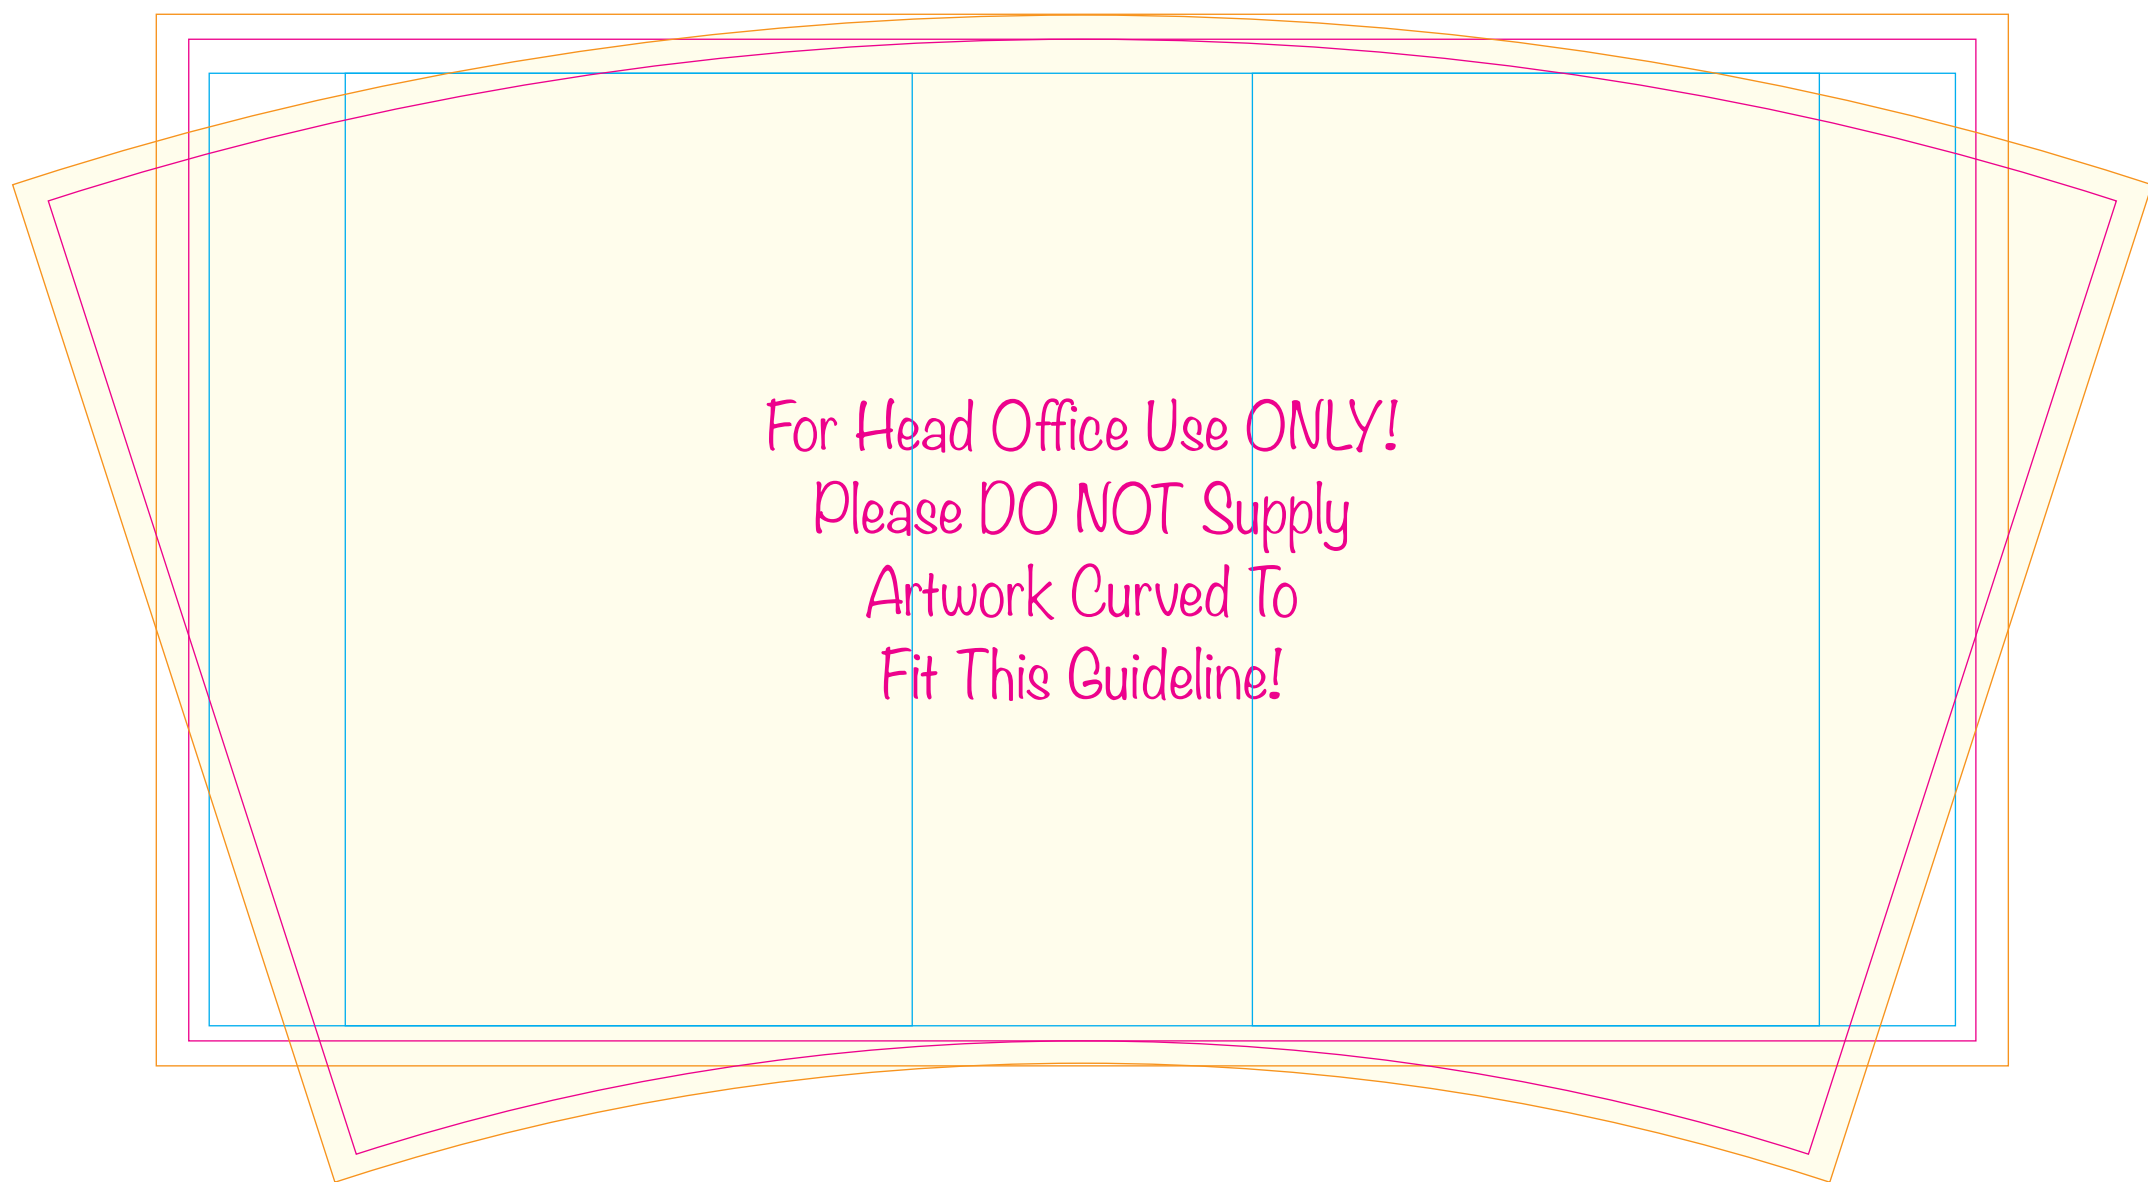 For Head Office Use ONLY!
Please DO NOT Supply
Artwork Curved To
Fit This Guideline!